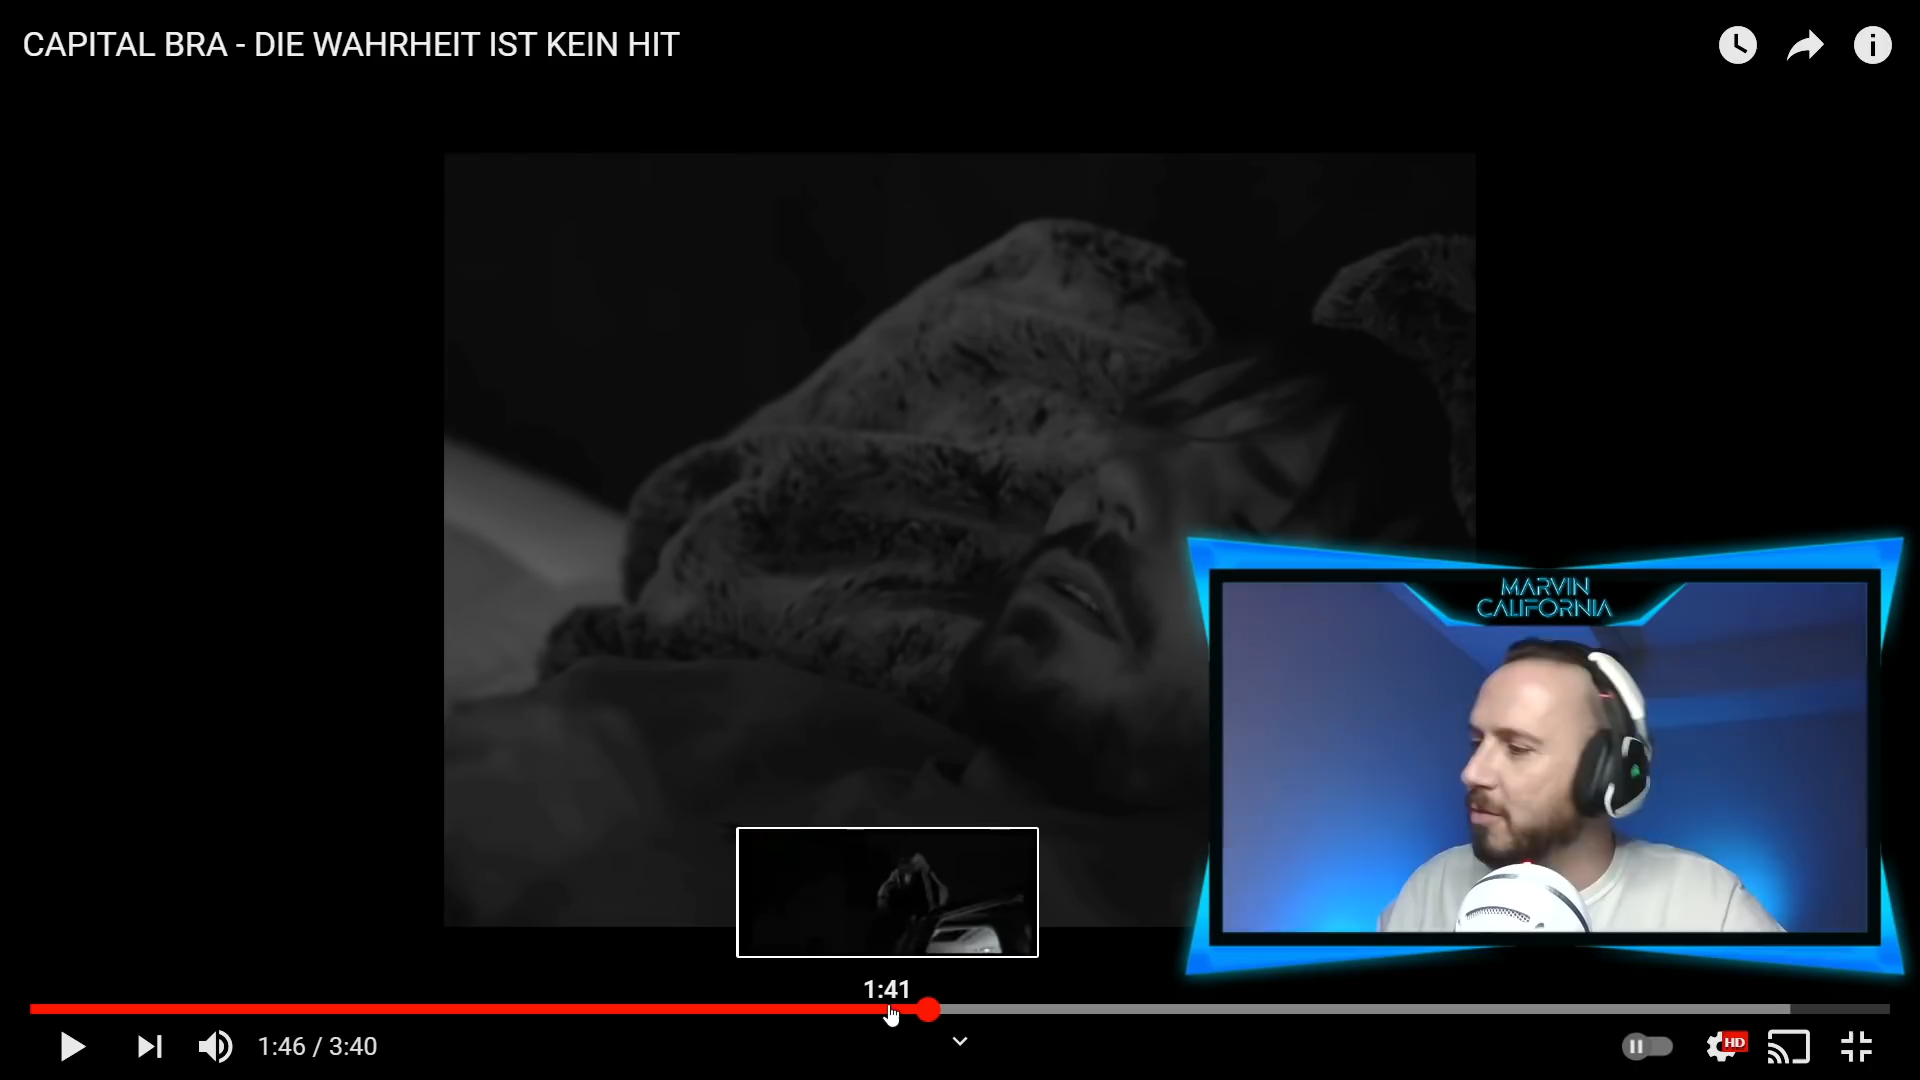 CAPITAL BRA - DIE WAHRHEIT IST KEIN HIT
MARVIN
CALIFORNIA
1:41
1:46 / 3:40
HD